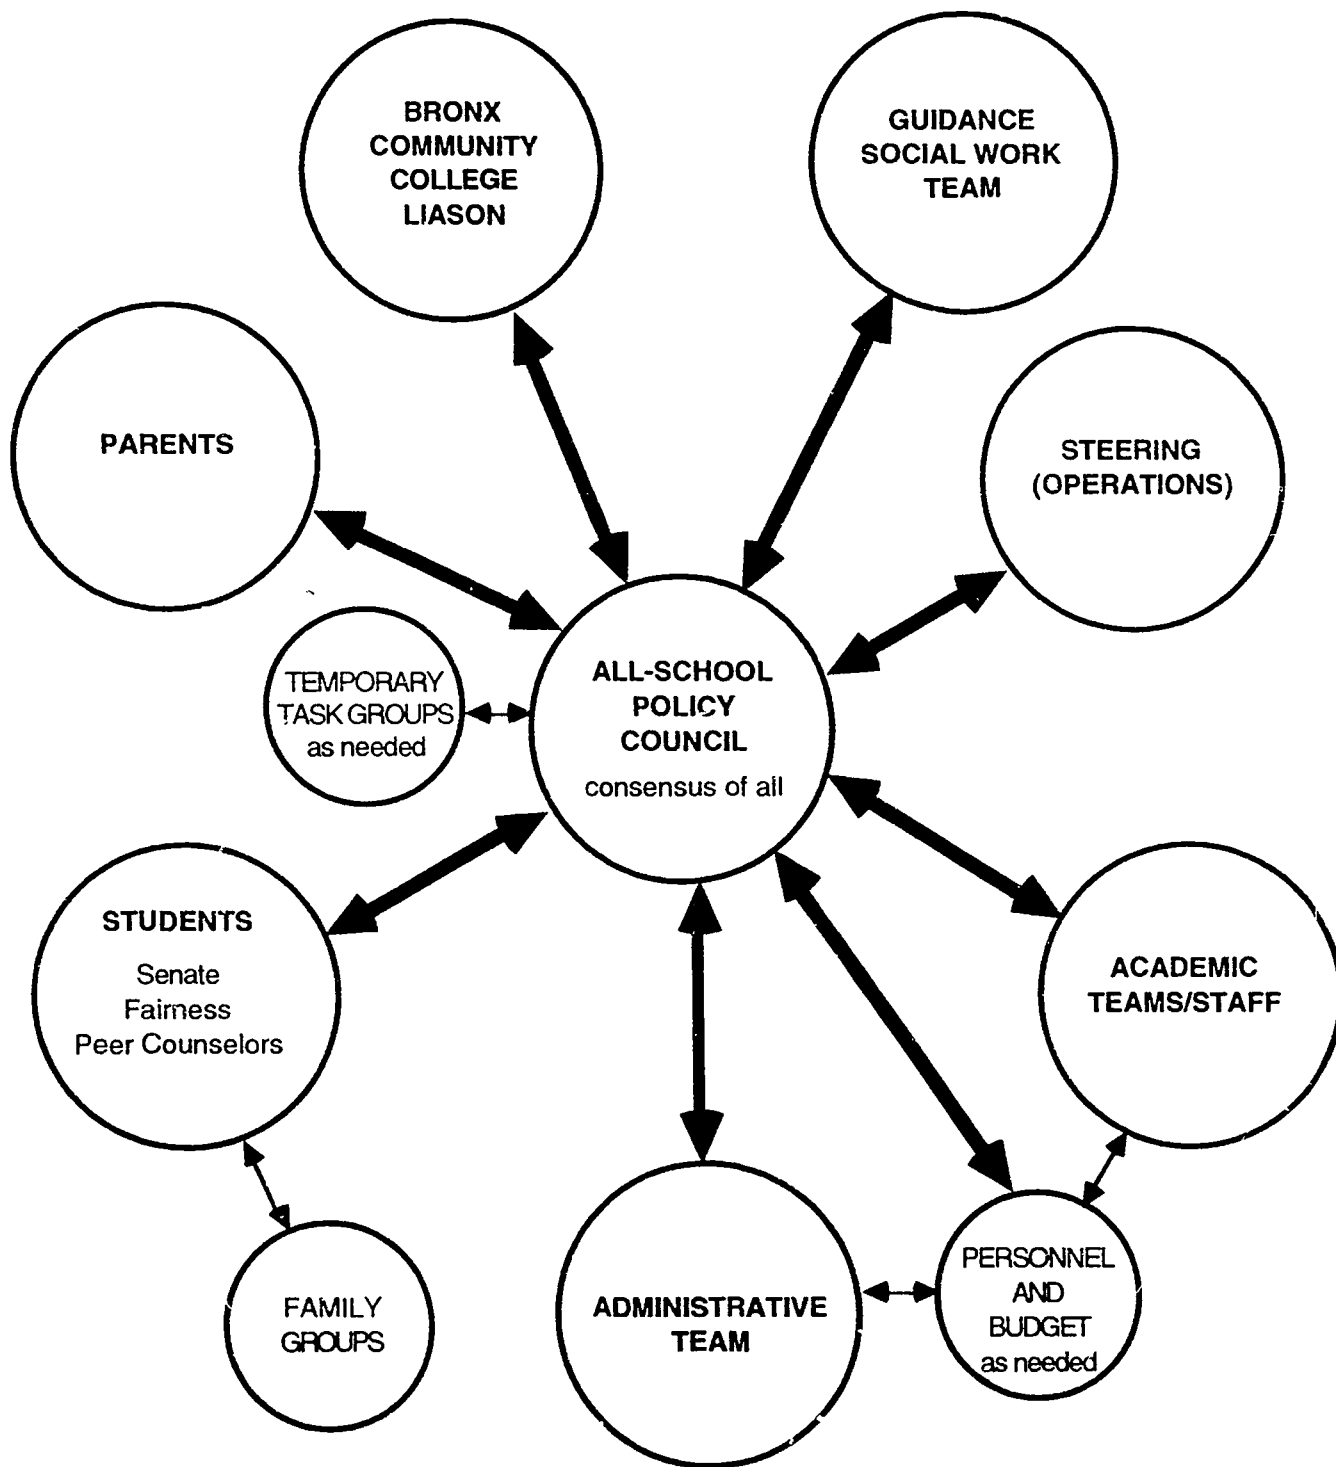 BRONX
COMMUNITY
COLLEGE
LIASON
GUIDANCE
SOCIAL WORK
TEAM
PARENTS
STEERING
(OPERATIONS)
TEMPORARY
TASK GROUPS
as needed
ALL-SCHOOL
POLICY
COUNCIL
consensus of all
STUDENTS
Senate
Fairness
Peer Counselors
ACADEMIC
TEAMS/STAFF
FAMILY
GROUPS
ADMINISTRATIVE
TEAM
PERSONNEL
AND
BUDGET
as needed